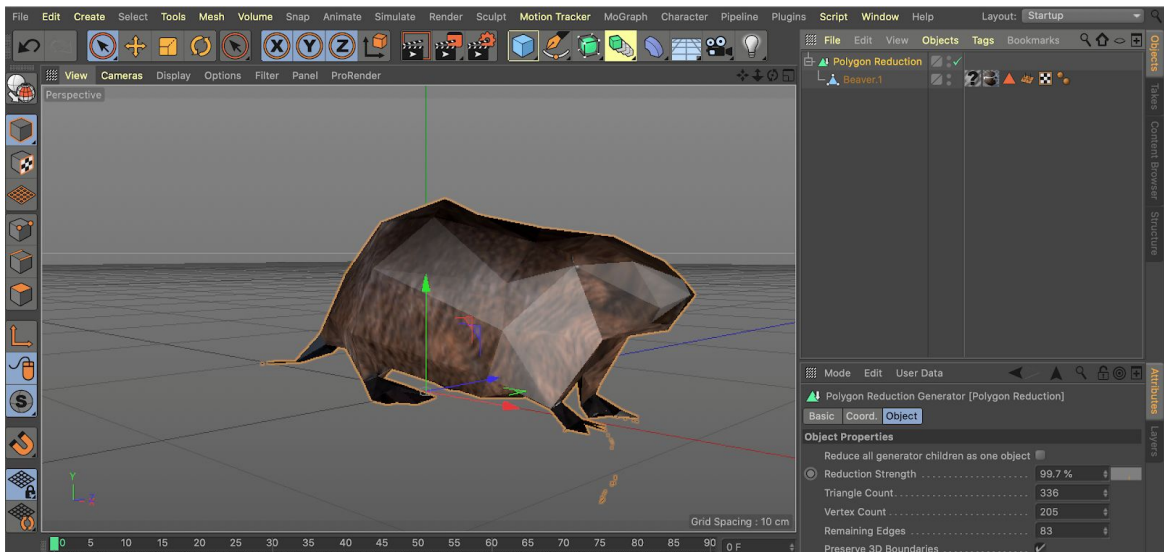 File Edit Create Select Tools Mesh Volume Snap Animate Simulate Render Sculpt Motion Tracker MoGraph Character Pipeline Plugins Script Window Help Layout: Startup
X Y Z
File Edit View Objects Tags Bookmarks
View Cameras Display Options Filter Panel ProRender
Perspective
Polygon Reduction
Beaver.1
Objects
Takes
Content Browser
Structure
S
Y
Z
Grid Spacing : 10 cm
0 5 10 15 20 25 30 35 40 45 50 55 60 65 70 75 80 85 90 0 F
Mode Edit User Data
Polygon Reduction Generator [Polygon Reduction]
Basic Coord. Object
Object Properties
Reduce all generator children as one object
Reduction Strength 99.7 %
Triangle Count 336
Vertex Count 205
Remaining Edges 83
Preserve 3D Boundaries
Attributes
Layers